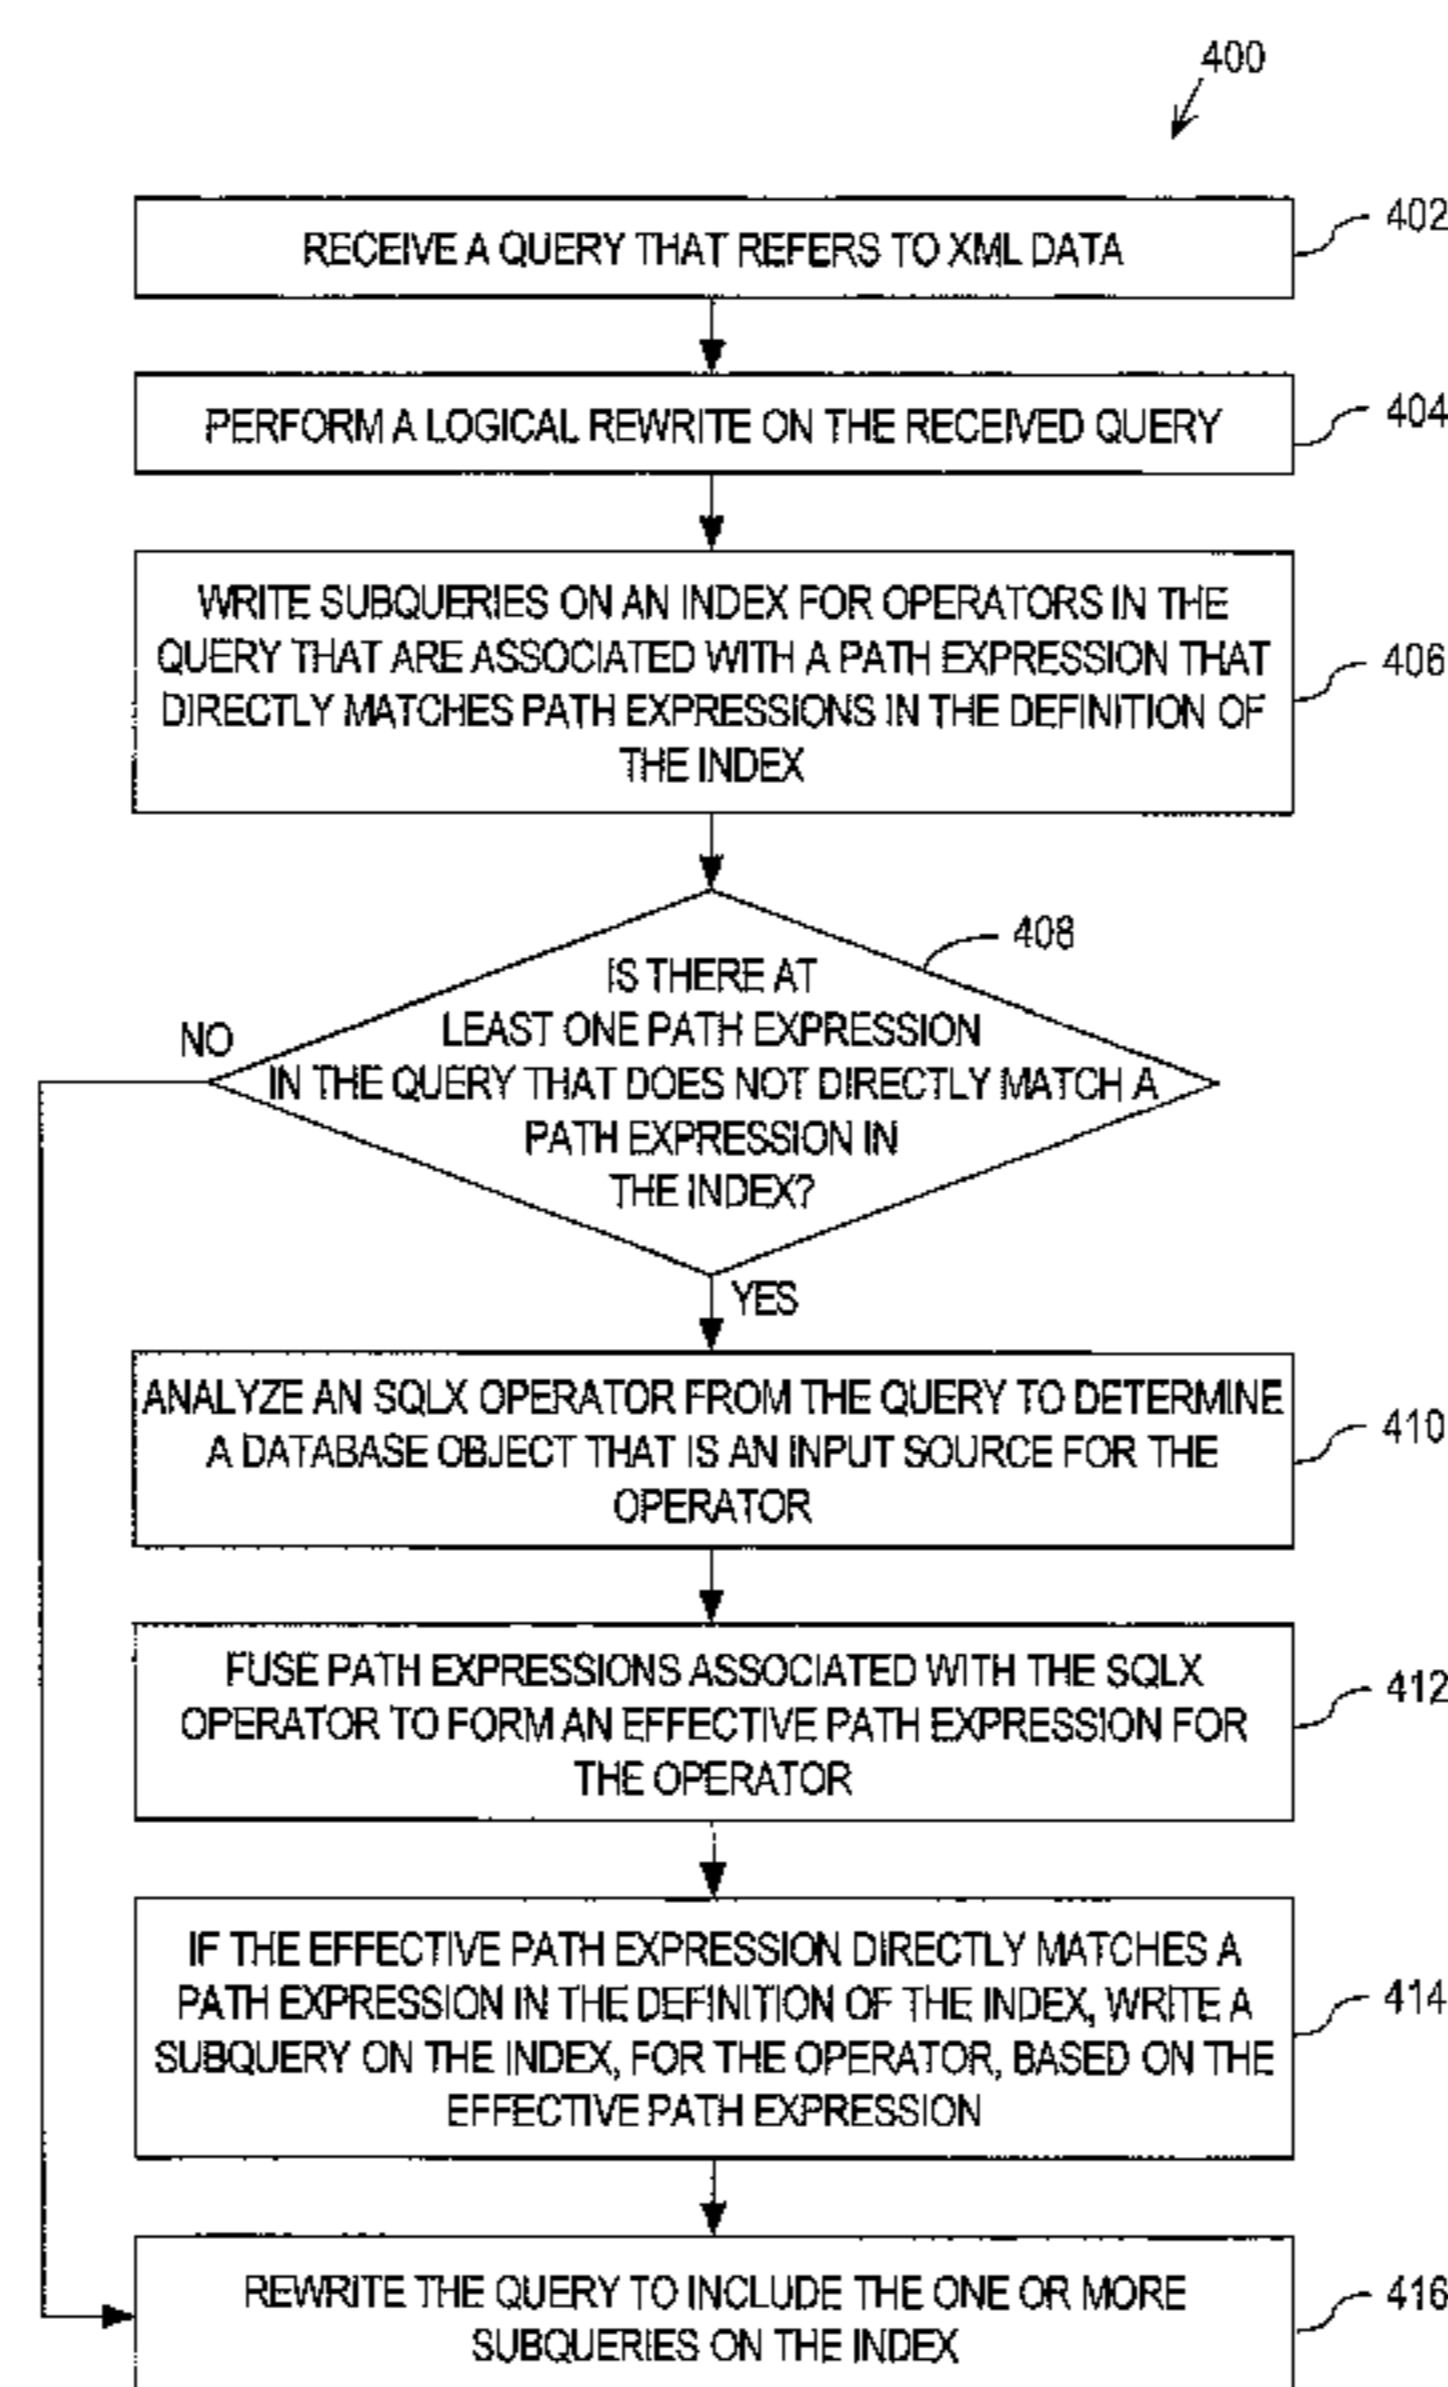 400
RECEIVE A QUERY THAT REFERS TO XML DATA
402
PERFORM A LOGICAL REWRITE ON THE RECEIVED QUERY
404
WRITE SUBQUERIES ON AN INDEX FOR OPERATORS IN THE
QUERY THAT ARE ASSOCIATED WITH A PATH EXPRESSION THAT
DIRECTLY MATCHES PATH EXPRESSIONS IN THE DEFINITION OF
THE INDEX
406
408
IS THERE AT
LEAST ONE PATH EXPRESSION
IN THE QUERY THAT DOES NOT DIRECTLY MATCH A
PATH EXPRESSION IN
THE INDEX?
NO
YES
ANALYZE AN SQLX OPERATOR FROM THE QUERY TO DETERMINE
A DATABASE OBJECT THAT IS AN INPUT SOURCE FOR THE
OPERATOR
410
FUSE PATH EXPRESSIONS ASSOCIATED WITH THE SQLX
OPERATOR TO FORM AN EFFECTIVE PATH EXPRESSION FOR
THE OPERATOR
412
IF THE EFFECTIVE PATH EXPRESSION DIRECTLY MATCHES A
PATH EXPRESSION IN THE DEFINITION OF THE INDEX, WRITE A
SUBQUERY ON THE INDEX, FOR THE OPERATOR, BASED ON THE
EFFECTIVE PATH EXPRESSION
414
REWRITE THE QUERY TO INCLUDE THE ONE OR MORE
SUBQUERIES ON THE INDEX
416